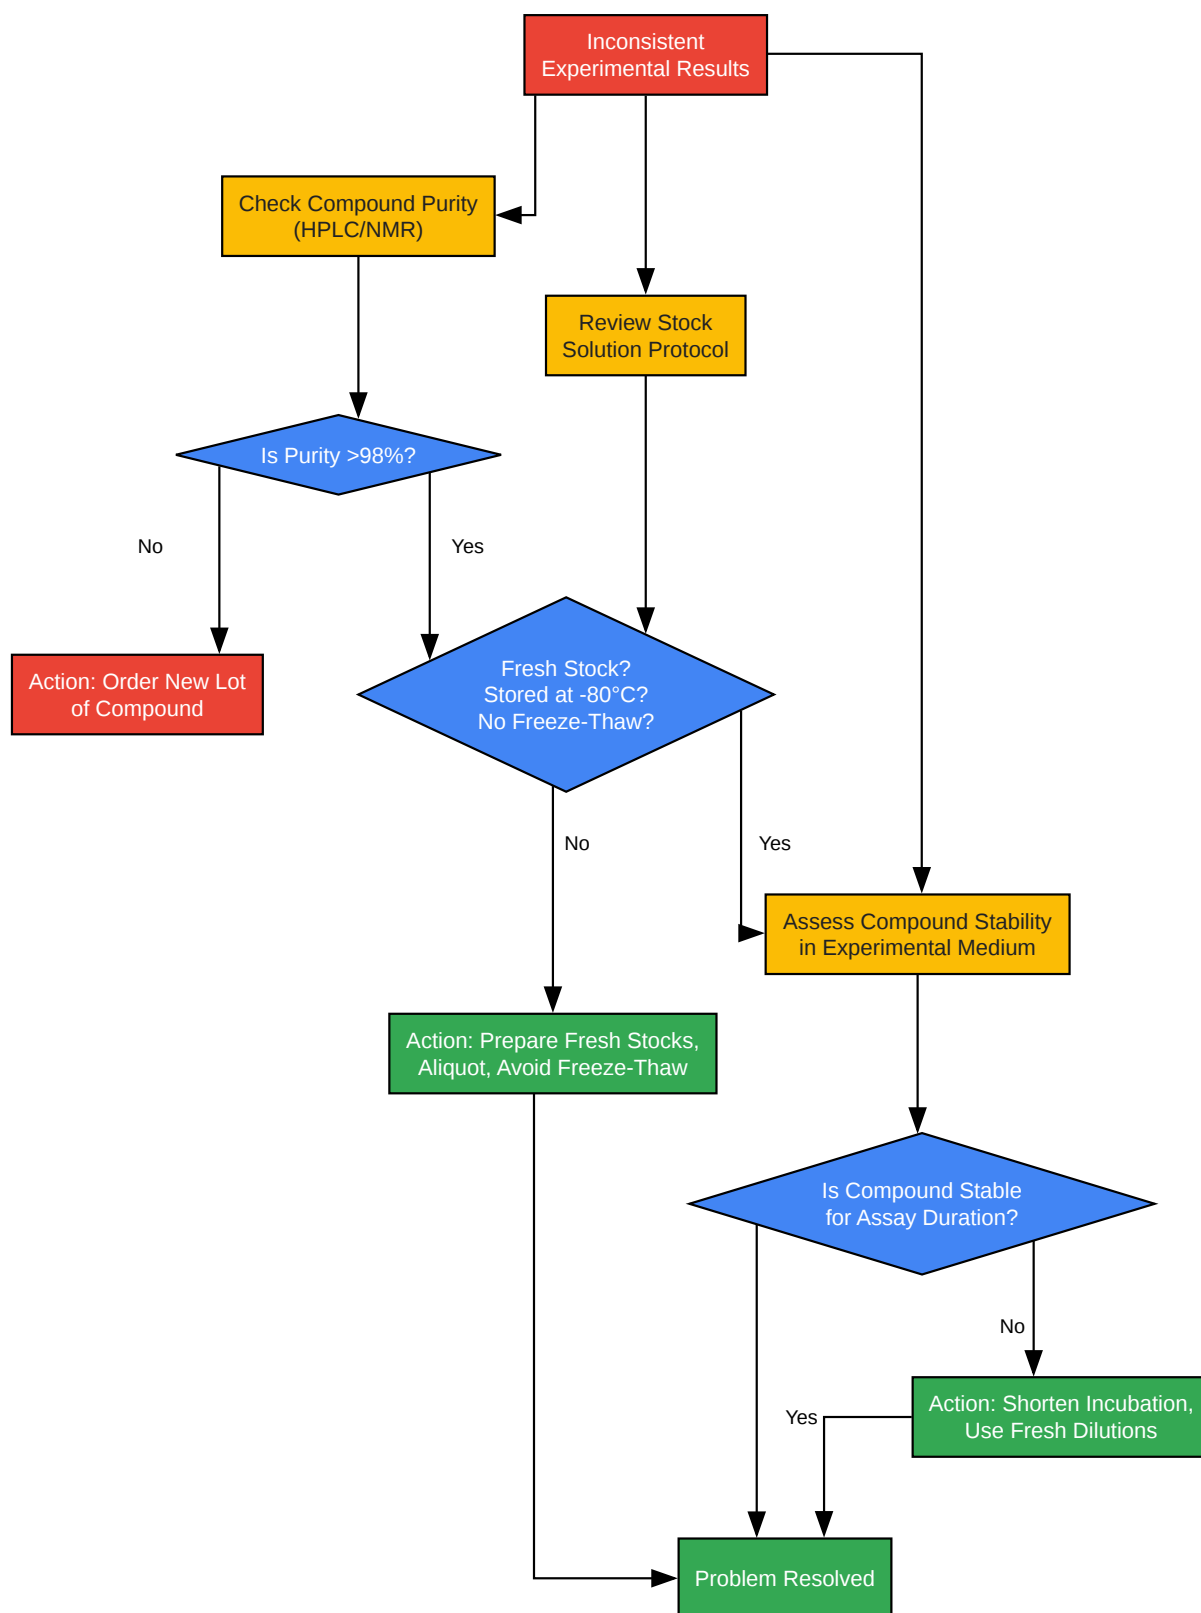 Inconsistent
Experimental Results
Check Compound Purity
(HPLC/NMR)
Review Stock
Solution Protocol
Is Purity >98%?
No
Yes
Fresh Stock?
Stored at -80°C?
No Freeze-Thaw?
Action: Order New Lot
of Compound
No
Yes
Assess Compound Stability
in Experimental Medium
Action: Prepare Fresh Stocks,
Aliquot, Avoid Freeze-Thaw
Is Compound Stable
for Assay Duration?
No
Yes
Action: Shorten Incubation,
Use Fresh Dilutions
Problem Resolved